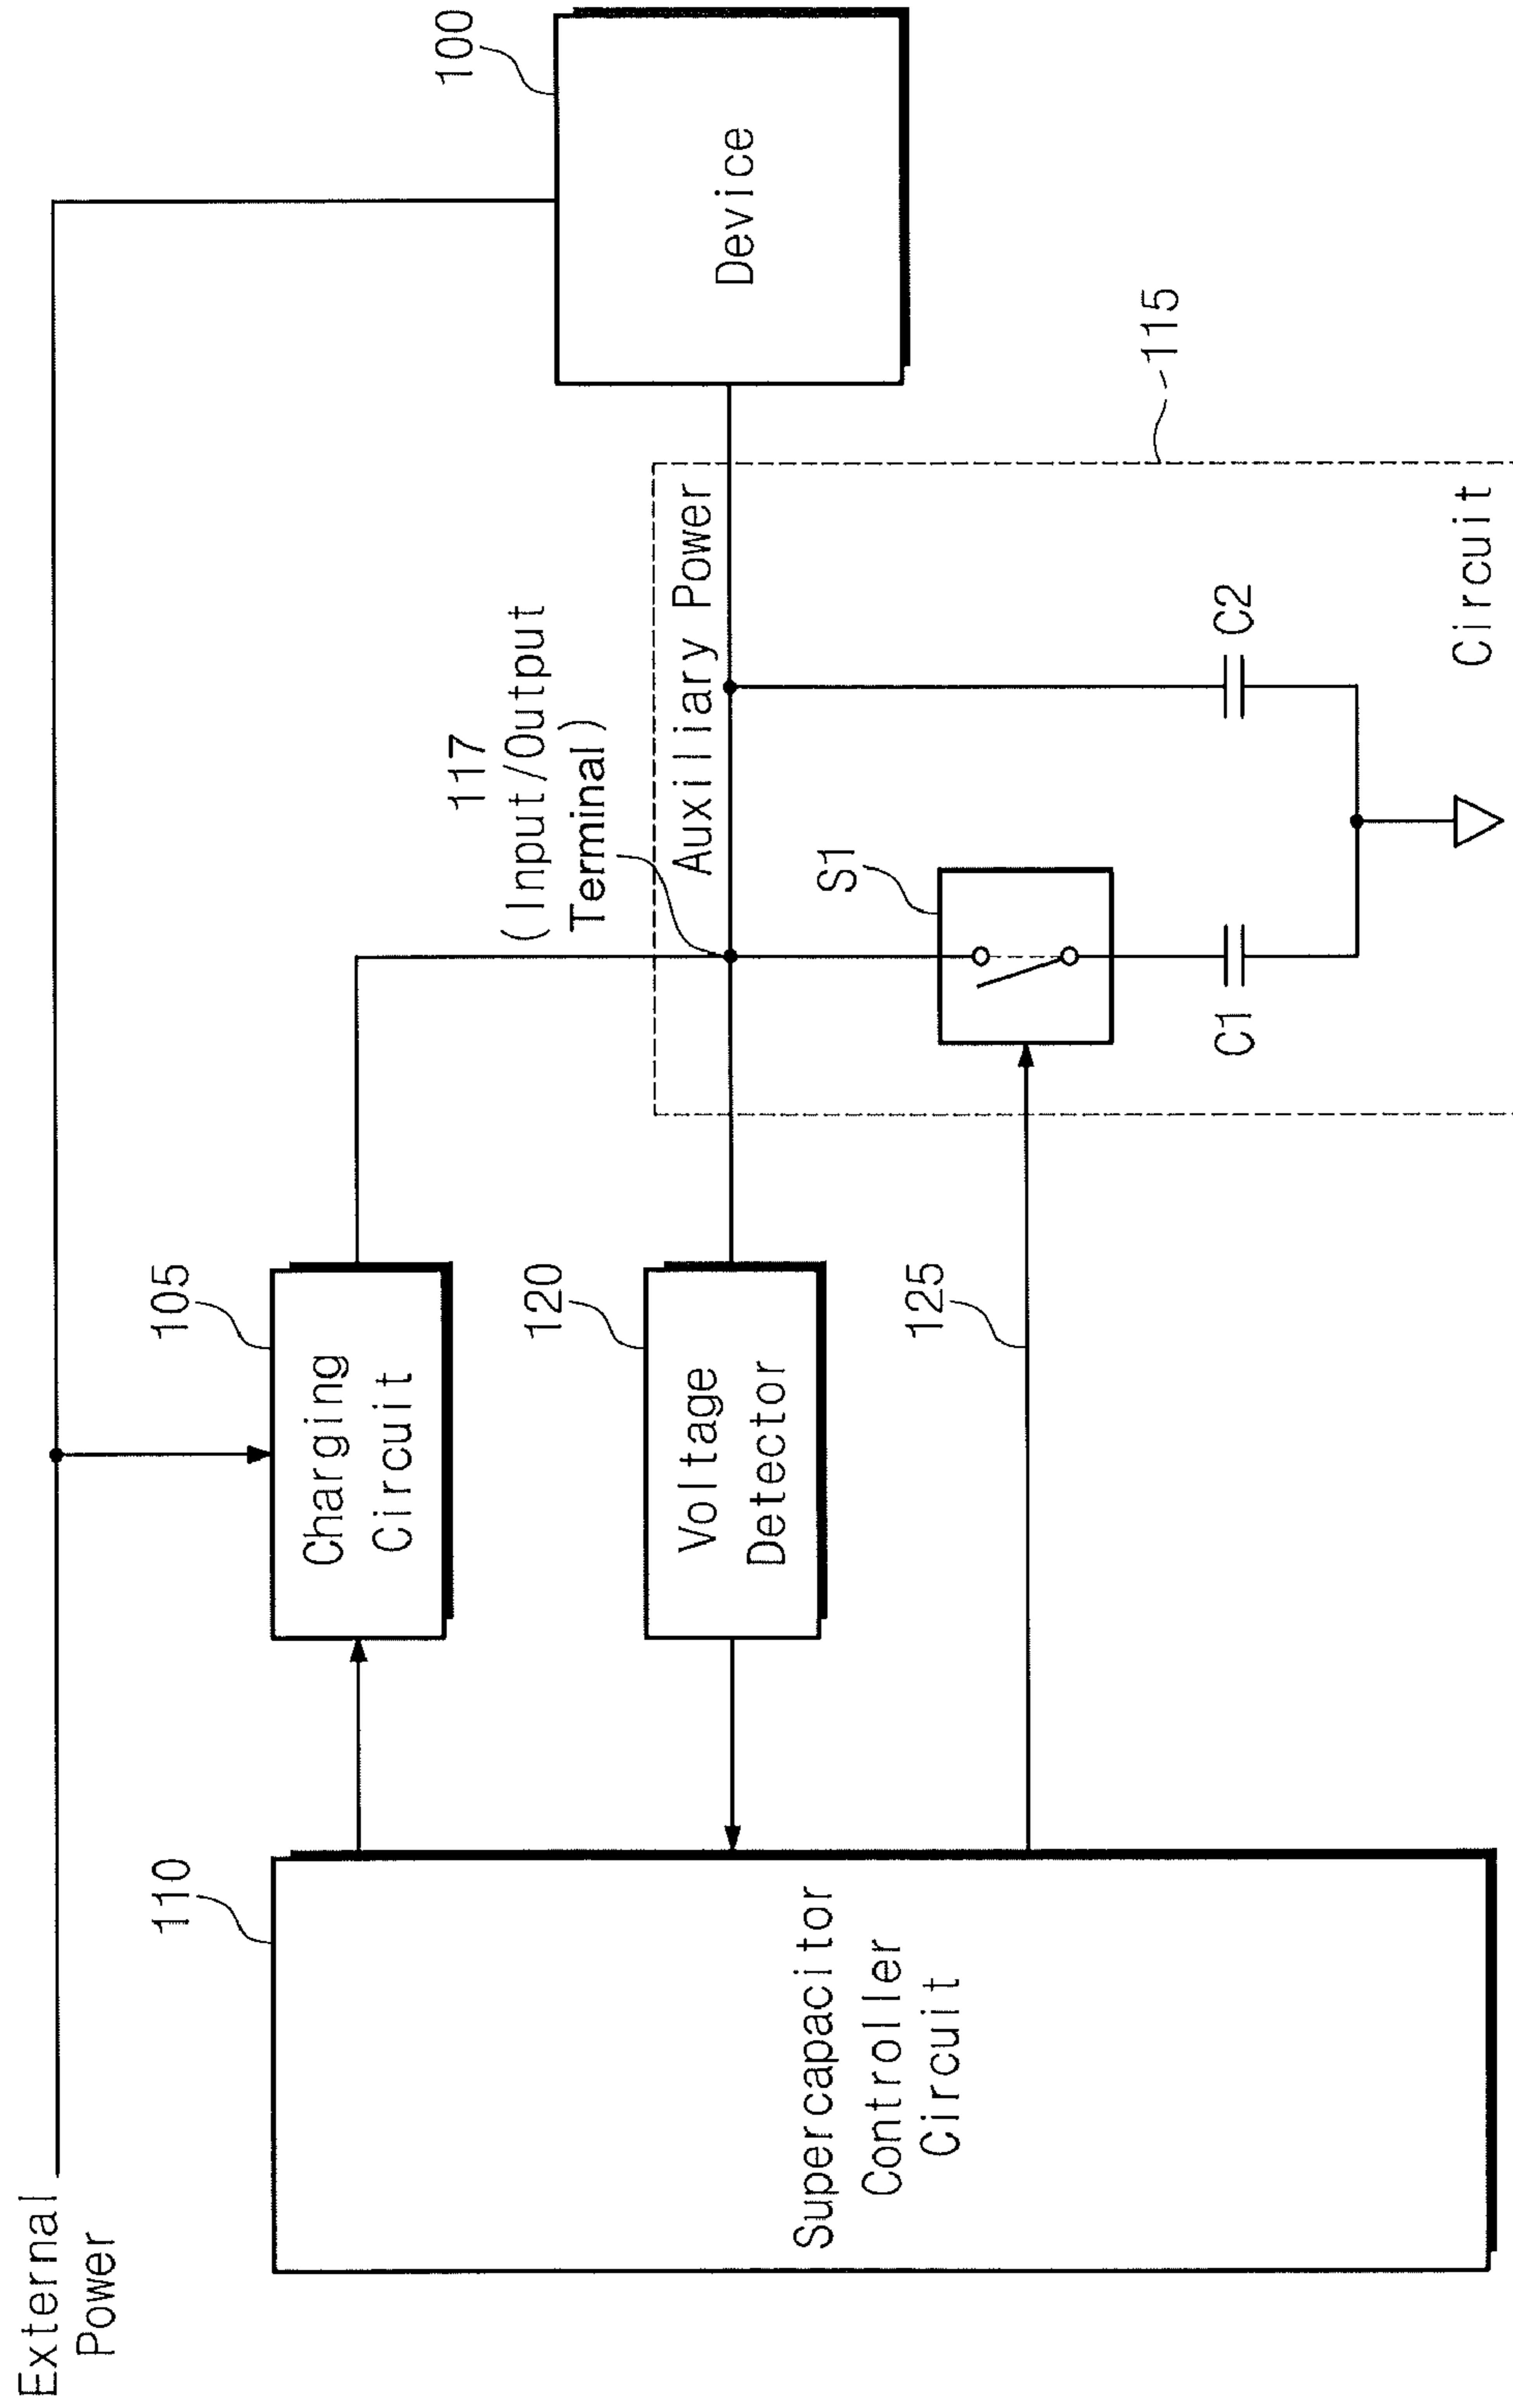 External
Power
110
Supercapacitor
Controller
Circuit
105
Charging
Circuit
120
Voltage
Detector
125
117
(Input/Output
Terminal)
Auxiliary Power
S1
C1
C2
Circuit
115
100
Device